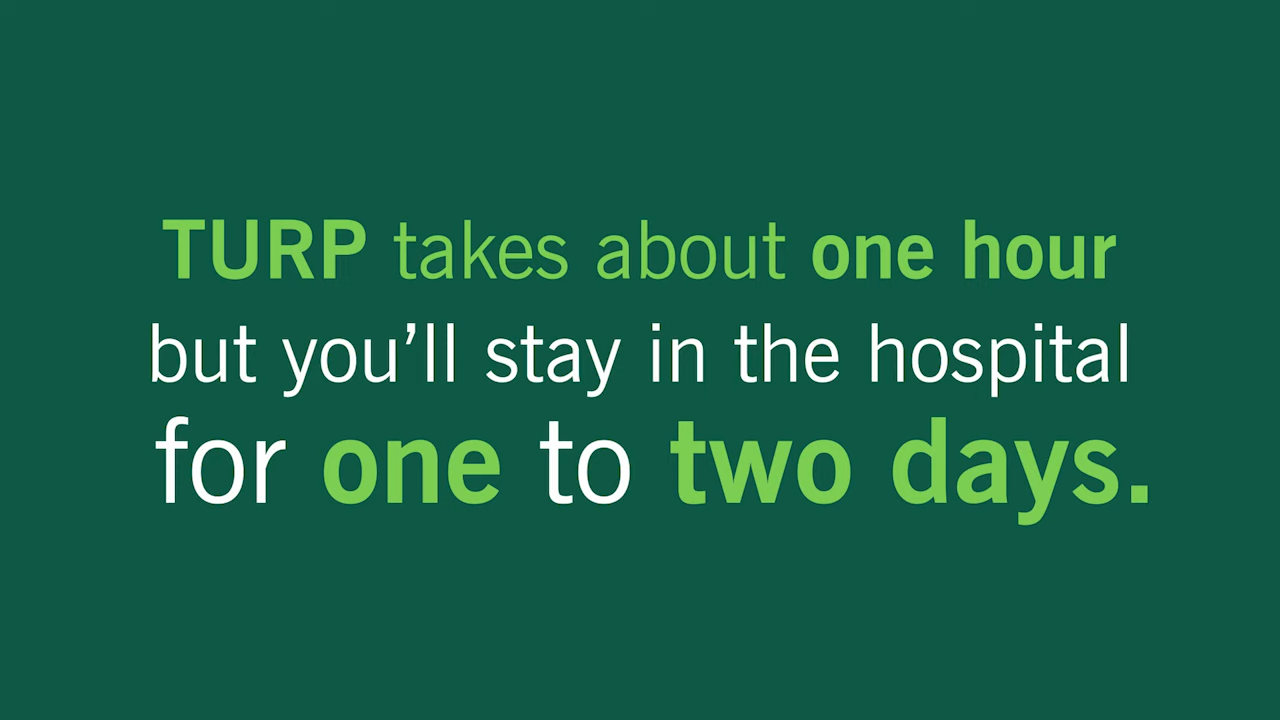 TURP takes about one hour
but you’ll stay in the hospital
for one to two days.